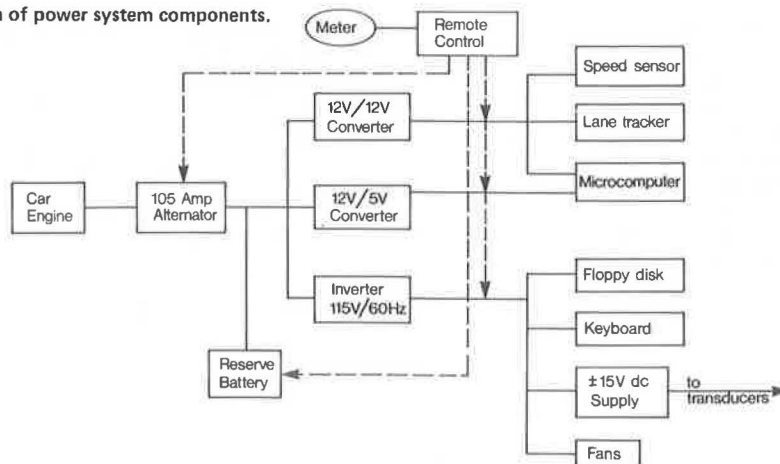 n of power system components.
Meter
Remote
Control
Speed sensor
12V/12V
Converter
Lane tracker
Microcomputer
Car
Engine
105 Amp
Alternator
12V/5V
Converter
Inverter
115V/60Hz
Floppy disk
Keyboard
Reserve
Battery
±15V dc
Supply
to
transducers
Fans